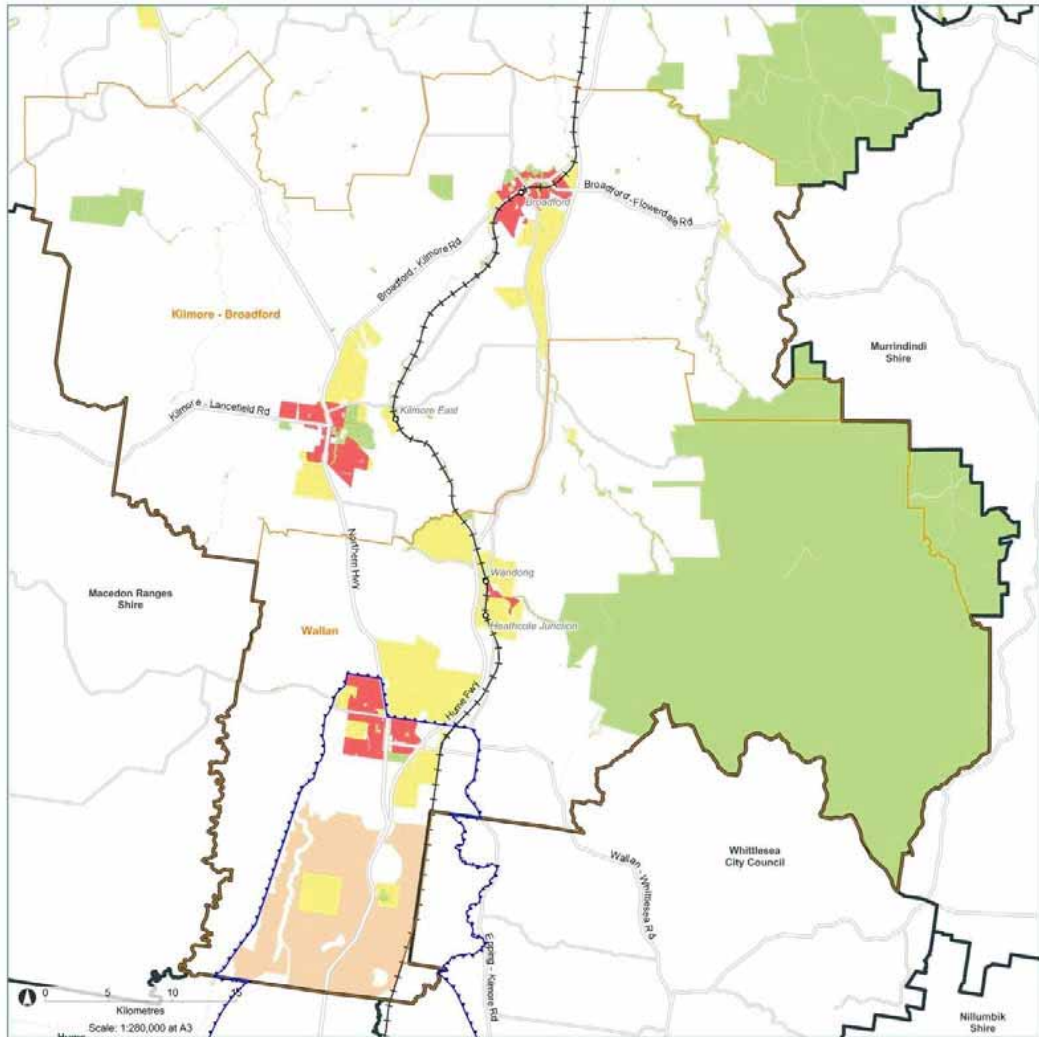 Broadford
Broadford-Flowerdale Rd
Broadford - Kilmore Rd
Kilmore - Broadford
Murrindindi
Shire
Kilmore - Lancefield Rd
Kilmore East
Northern Hwy
Wandong
Macedon Ranges
Shire
Wallan
Heathcote Junction
Hume Fwy
Whittlesea
City Council
Wallan - Whittlesea Rd
Epping - Kilmore Rd
0 5 10 15
Kilometres
Scale: 1:280,000 at A3
Nillumbik
Shire